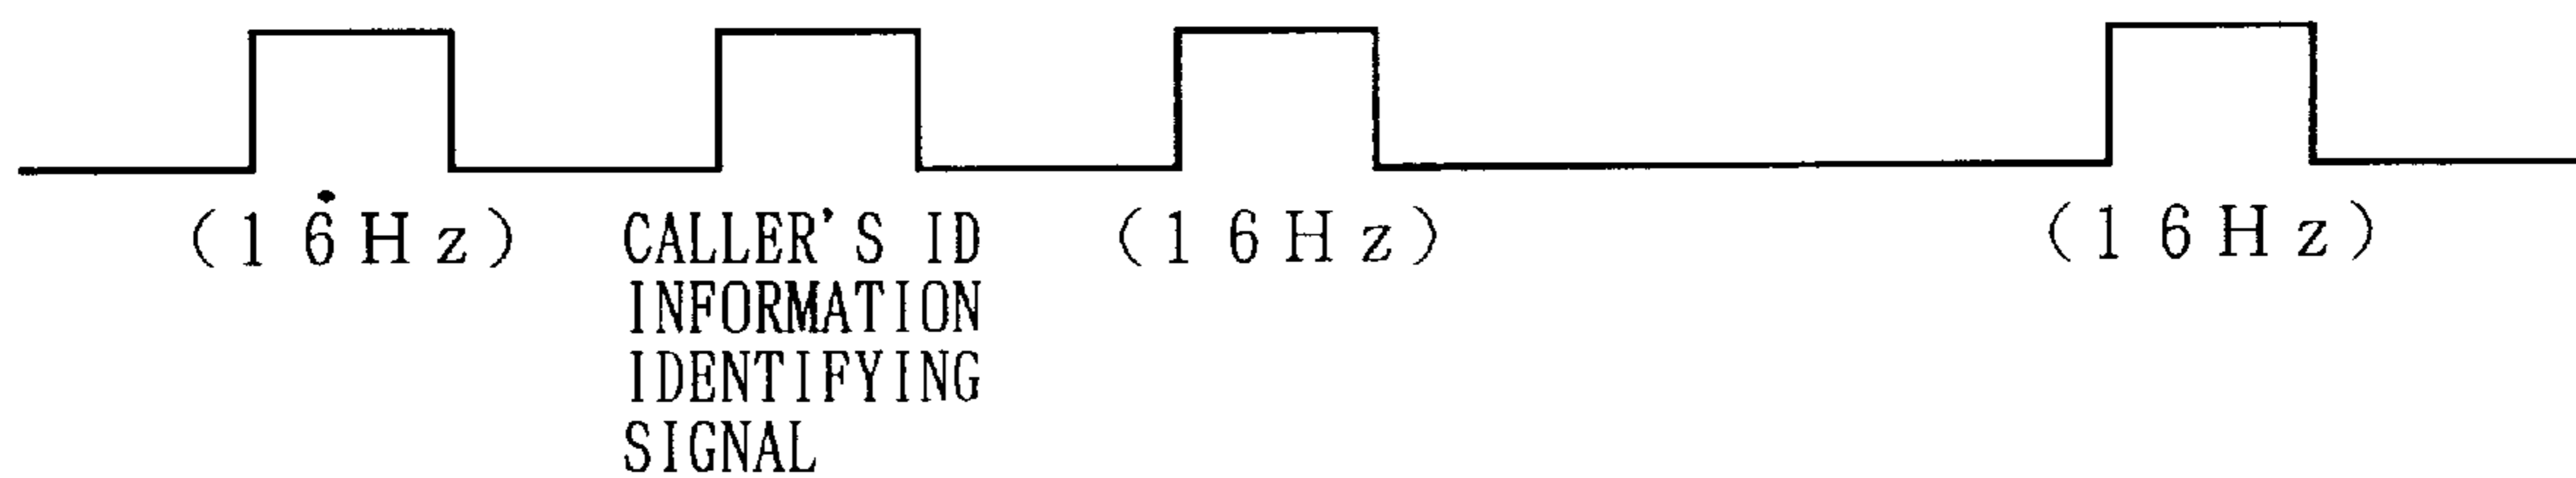 (16Hz)
CALLER'S ID
INFORMATION
IDENTIFYING
SIGNAL
(16Hz)
(16Hz)